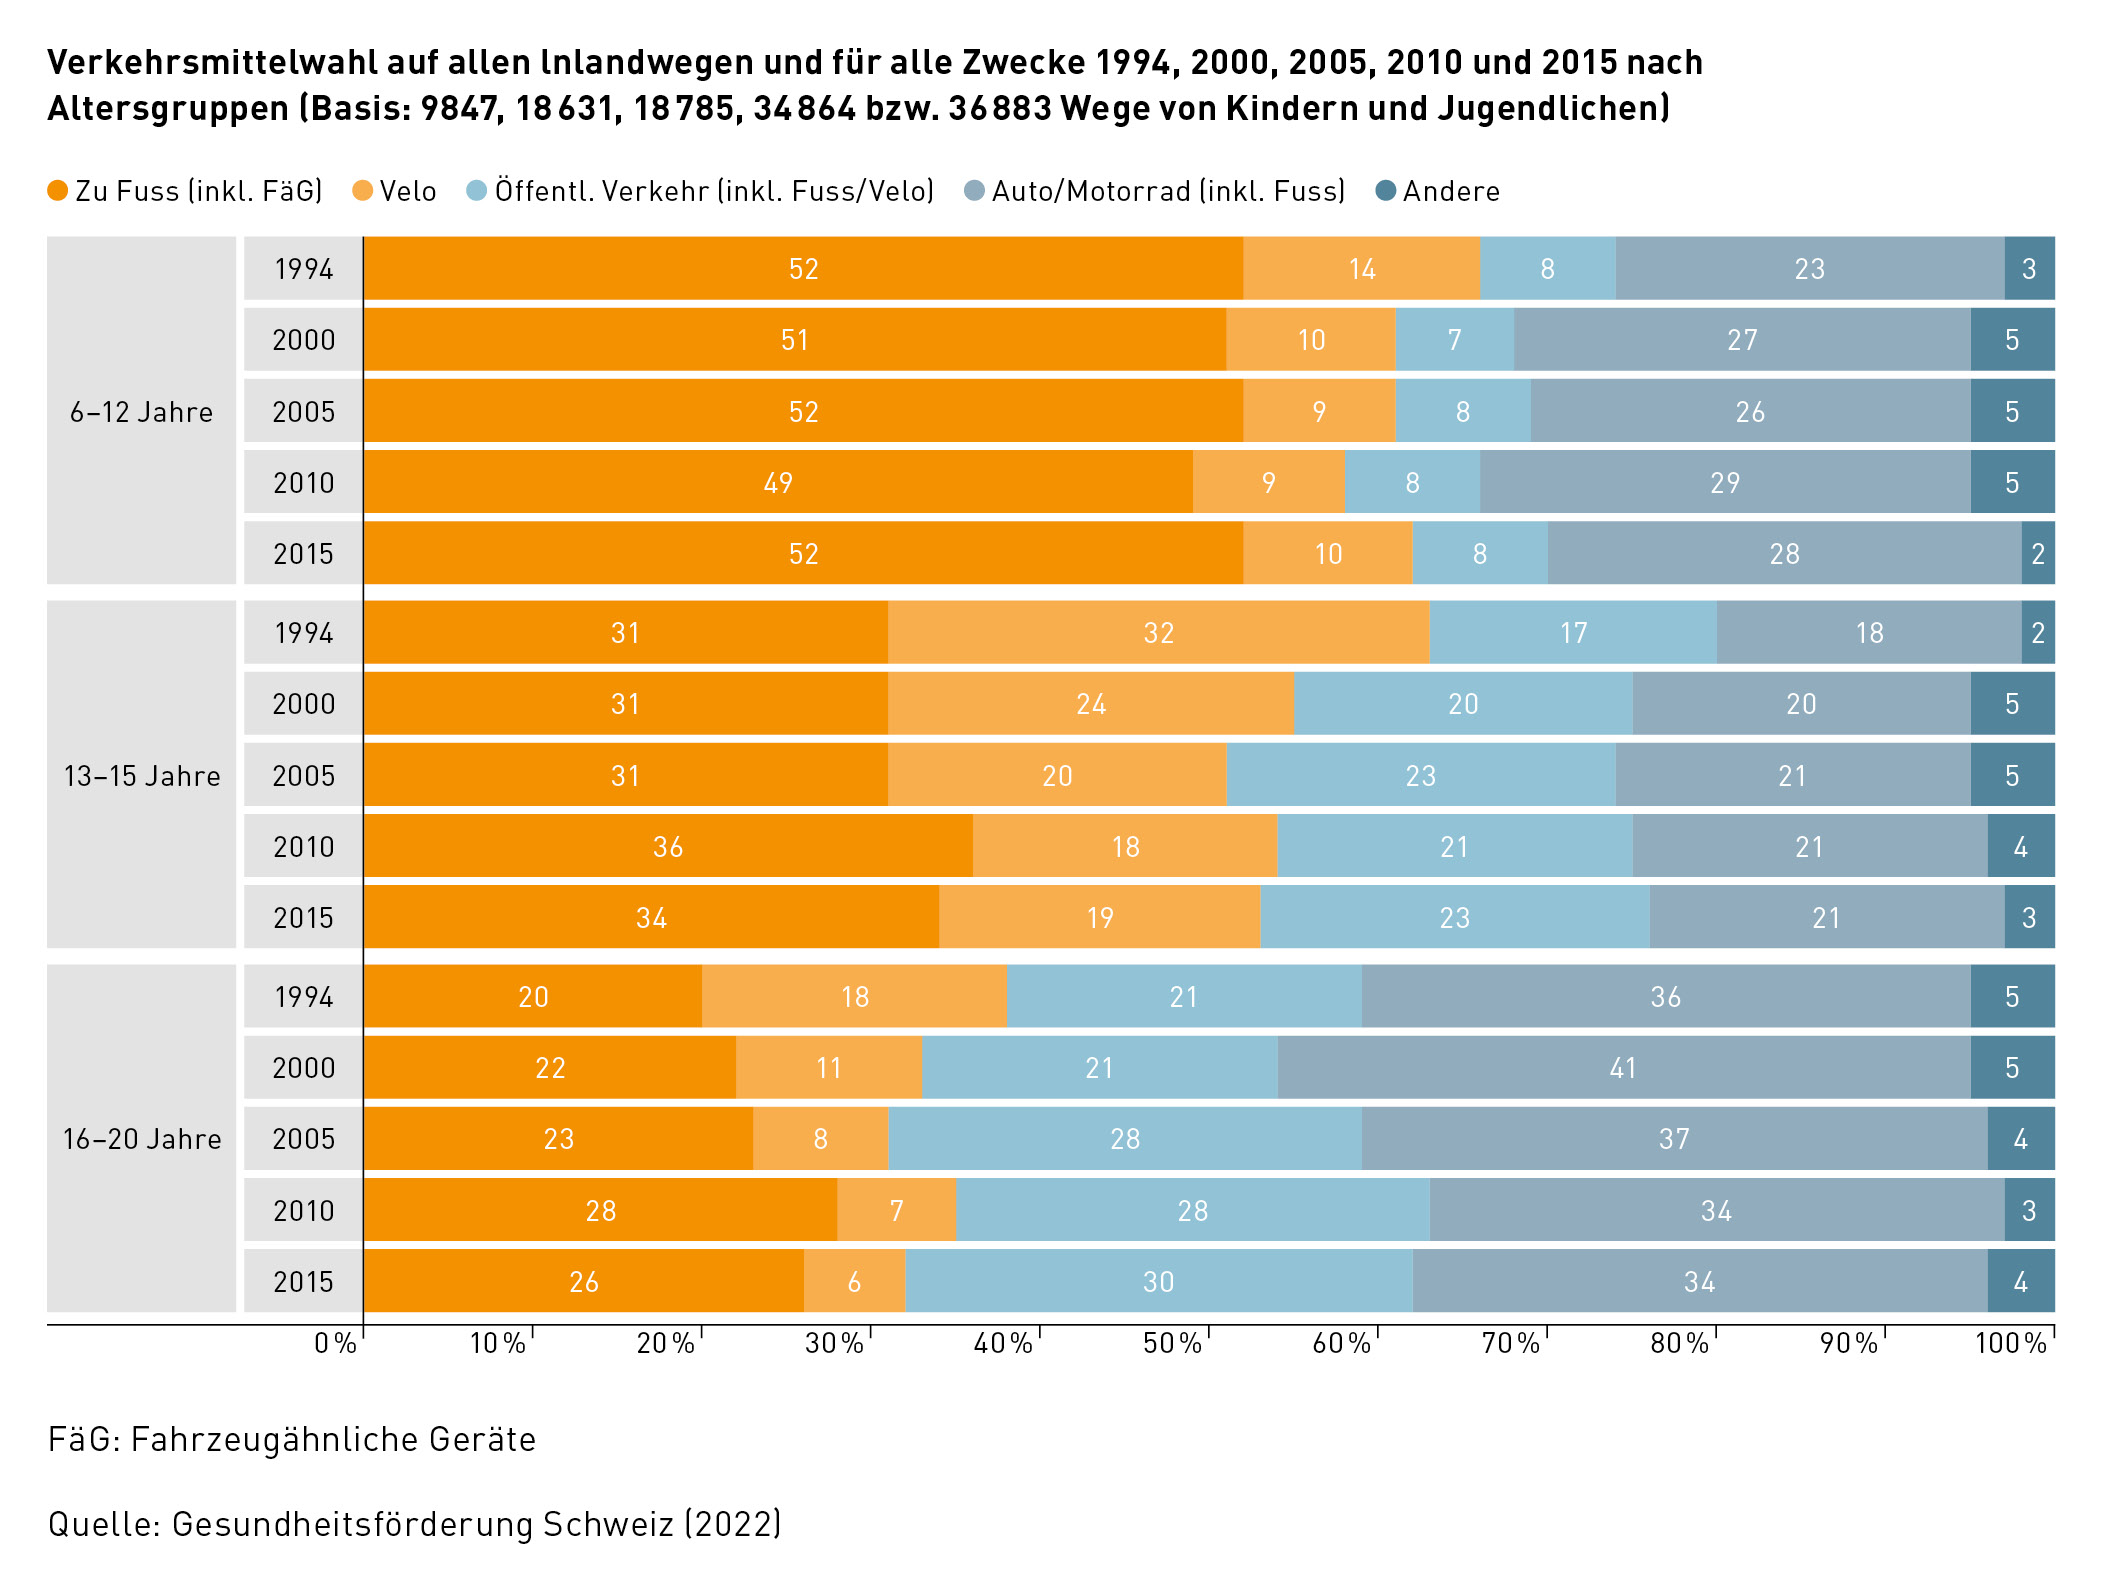 Verkehrsmittelwahl auf allen Inlandwegen und für alle Zwecke 1994, 2000, 2005, 2010 und 2015 nach
Altersgruppen (Basis: 9847, 18 631, 18 785, 34 864 bzw. 36 883 Wege von Kindern und Jugendlichen)
Zu Fuss (inkl. FäG) Velo Öffentl. Verkehr (inkl. Fuss/Velo) Auto/Motorrad (inkl. Fuss) Andere
1994 52 14 8 23 3
2000 51 10 7 27 5
6–12 Jahre 2005 52 9 8 26 5
2010 49 9 8 29 5
2015 52 10 8 28 2
1994 31 32 17 18 2
2000 31 24 20 20 5
13–15 Jahre 2005 31 20 23 21 5
2010 36 18 21 21 4
2015 34 19 23 21 3
1994 20 18 21 36 5
2000 22 11 21 41 5
16–20 Jahre 2005 23 8 28 37 4
2010 28 7 28 34 3
2015 26 6 30 34 4
0 % 10 % 20 % 30 % 40 % 50 % 60 % 70 % 80 % 90 % 100 %
FäG: Fahrzeugähnliche Geräte
Quelle: Gesundheitsförderung Schweiz (2022)